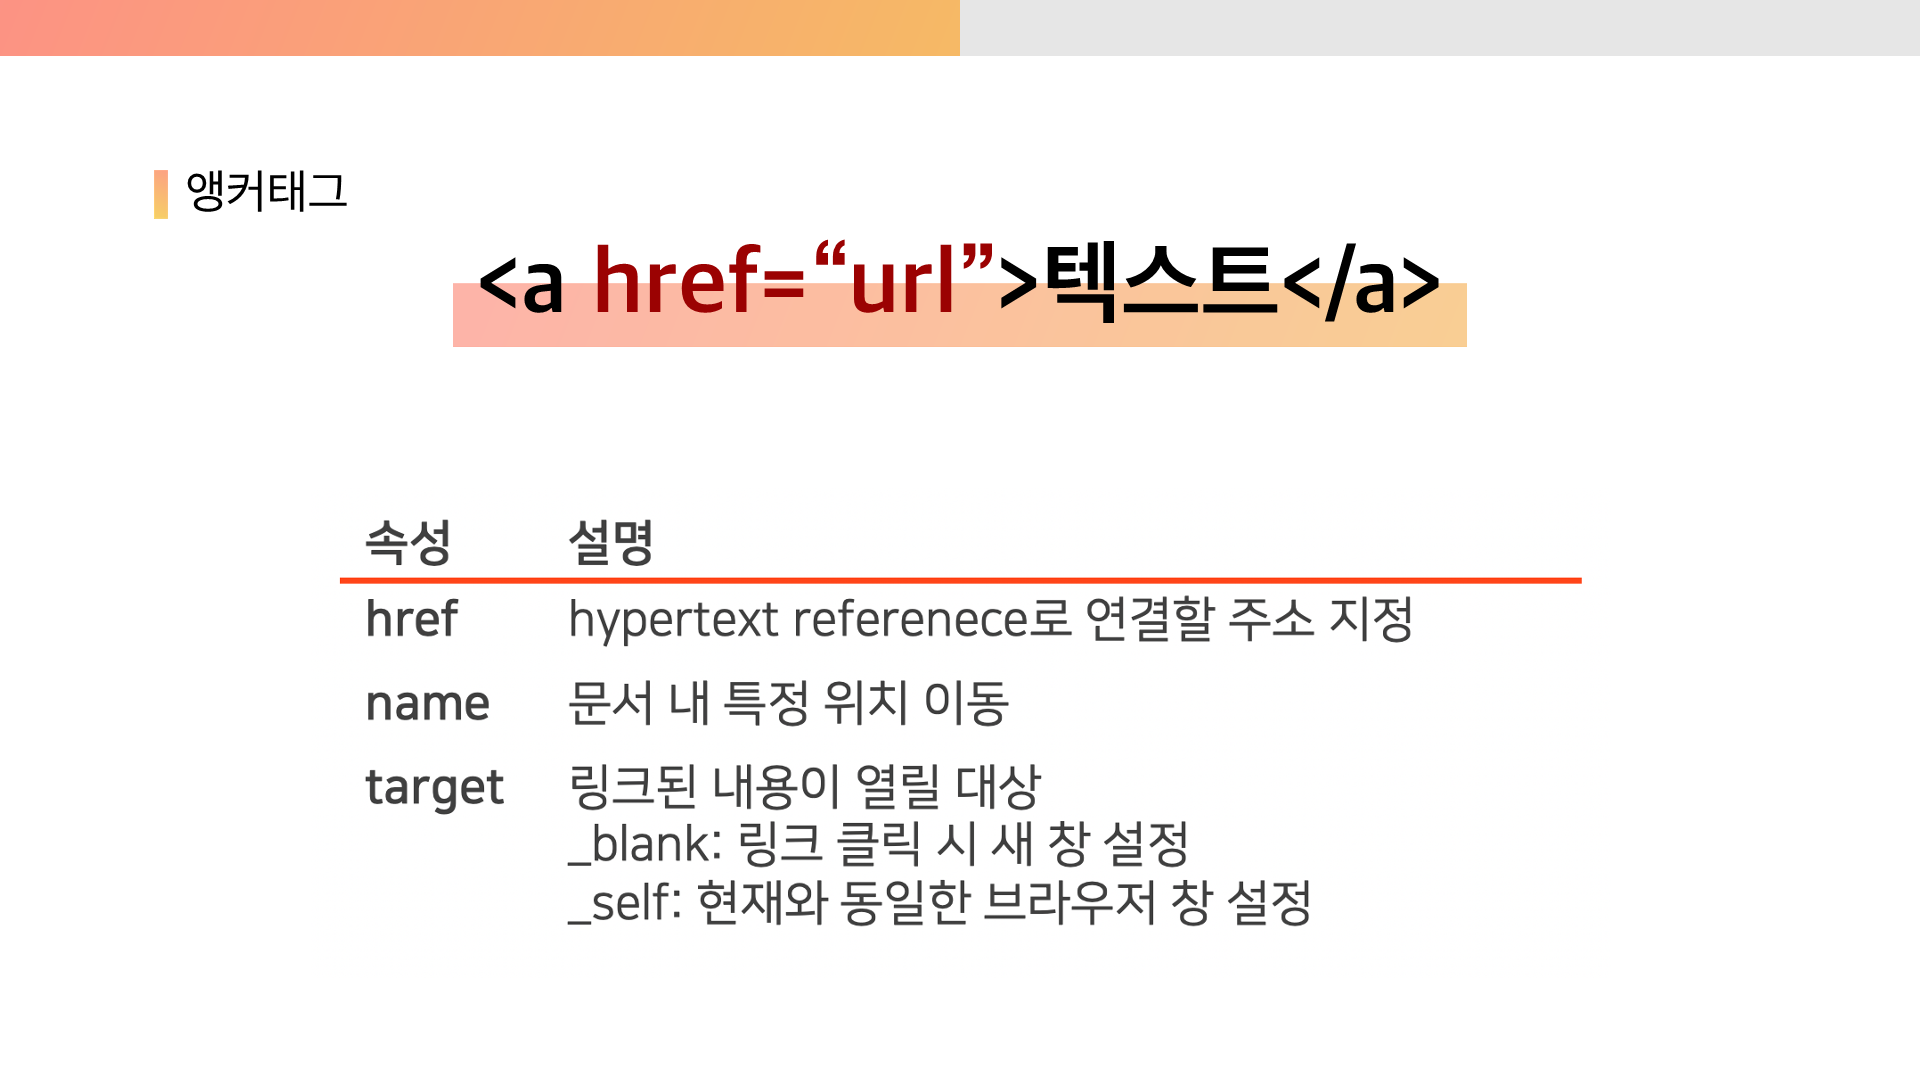 앵커태그
<a href=“url”>텍스트</a>
속성 설명
href hypertext referenece로 연결할 주소 지정
name 문서 내 특정 위치 이동
target 링크된 내용이 열릴 대상
_blank: 링크 클릭 시 새 창 설정
_self: 현재와 동일한 브라우저 창 설정